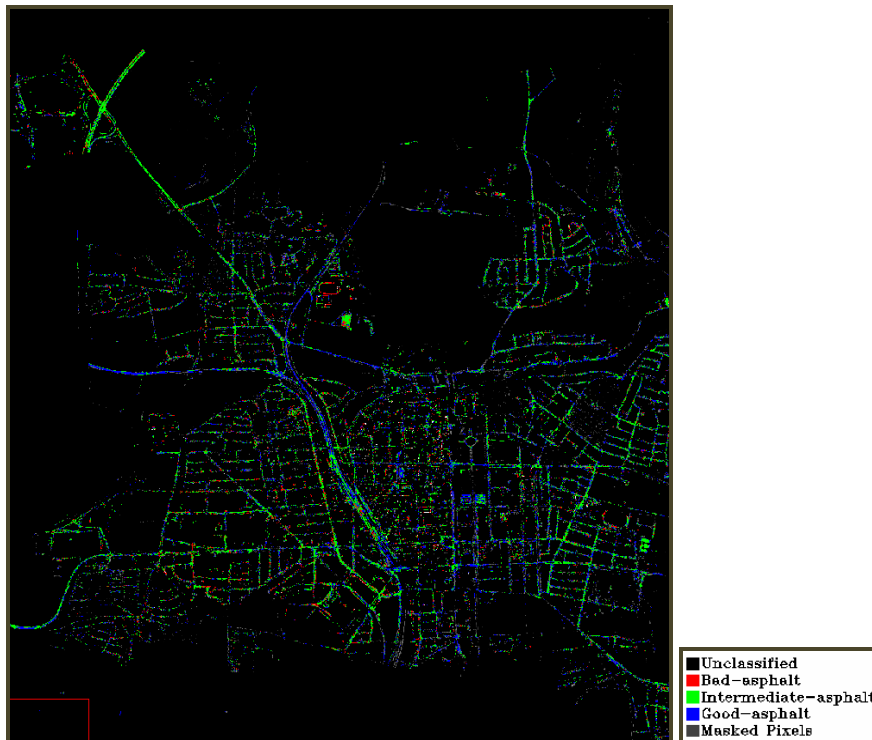 Unclassified
Bad-asphalt
Intermediate-asphalt
Good-asphalt
Masked Pixels